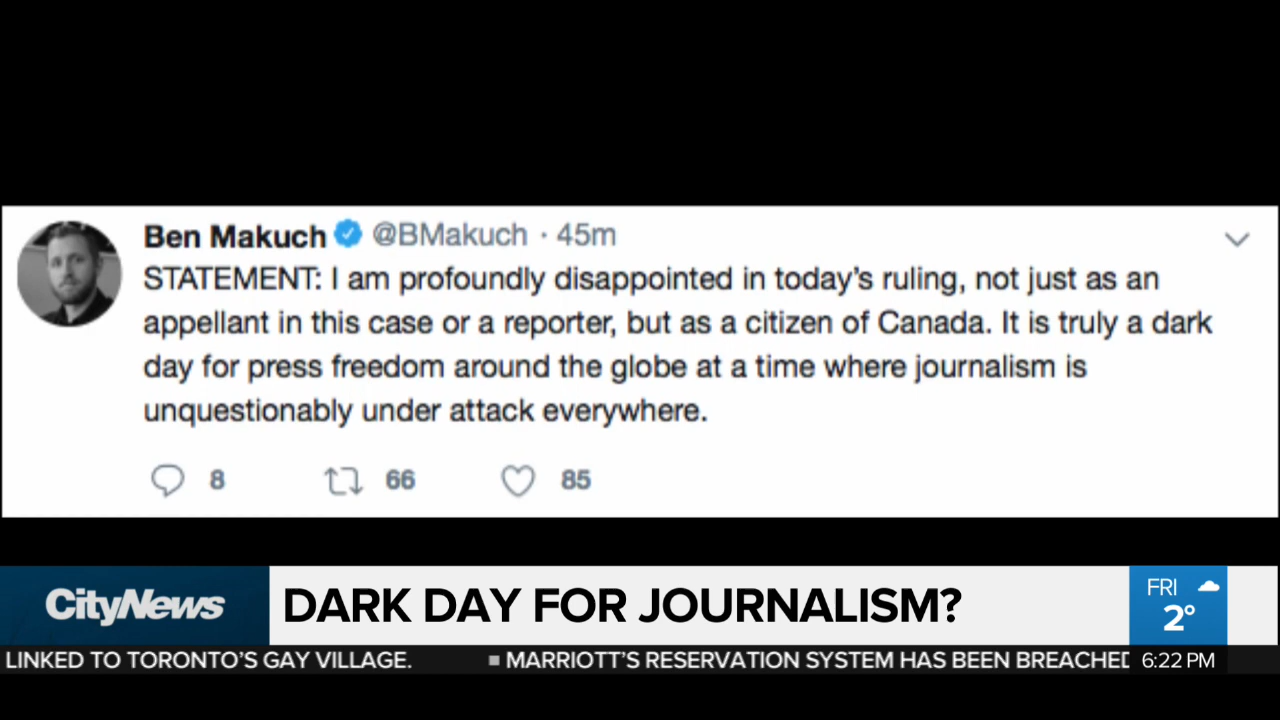 Ben Makuch @BMakuch · 45m
STATEMENT: I am profoundly disappointed in today's ruling, not just as an
appellant in this case or a reporter, but as a citizen of Canada. It is truly a dark
day for press freedom around the globe at a time where journalism is
unquestionably under attack everywhere.
8 66 85
CityNews DARK DAY FOR JOURNALISM? FRI
2°
LINKED TO TORONTO'S GAY VILLAGE. ■ MARRIOTT'S RESERVATION SYSTEM HAS BEEN BREACHED 6:22 PM